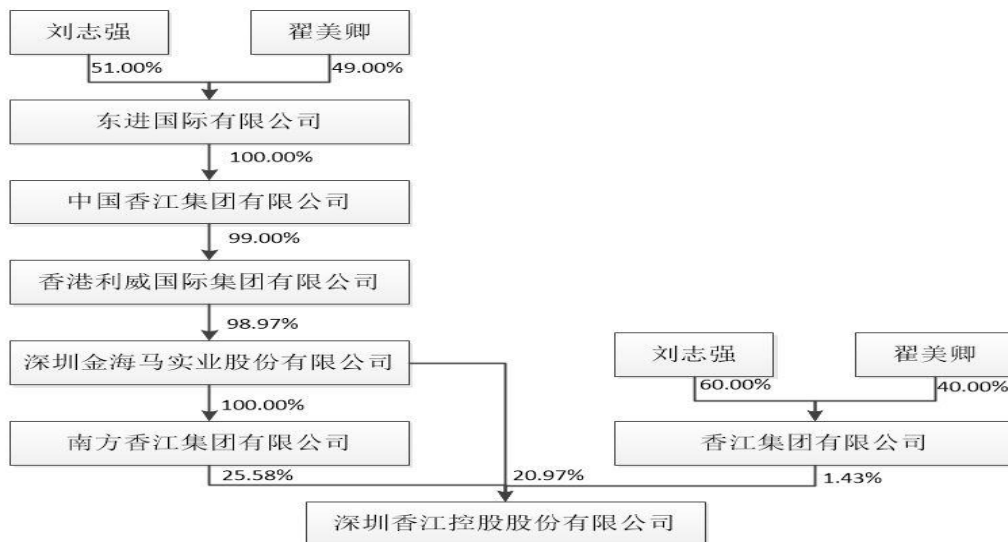 刘志强
翟美卿
51.00%
49.00%
东进国际有限公司
100.00%
中国香江集团有限公司
99.00%
香港利威国际集团有限公司
98.97%
深圳金海马实业股份有限公司
刘志强
翟美卿
60.00%
40.00%
100.00%
南方香江集团有限公司
香江集团有限公司
25.58%
20.97%
1.43%
深圳香江控股股份有限公司